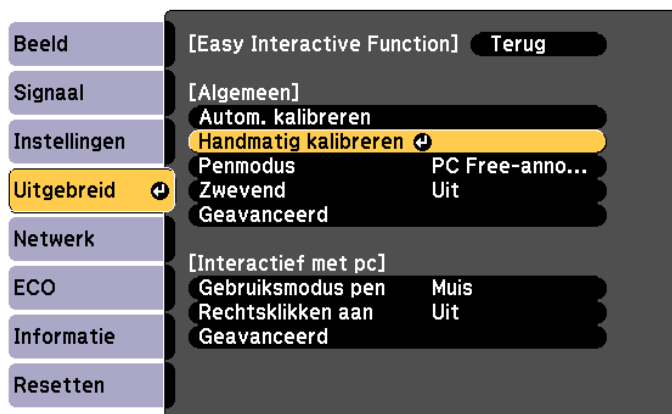 Beeld
Signaal
Instellingen
Uitgebreid
Netwerk
ECO
Informatie
Resetten
[Easy Interactive Function] Terug
[Algemeen]
Autom. kalibreren
Handmatig kalibreren
Penmodus PC Free-anno...
Zwevend Uit
Geavanceerd
[Interactief met pc]
Gebruiksmodus pen Muis
Rechtsklikken aan Uit
Geavanceerd